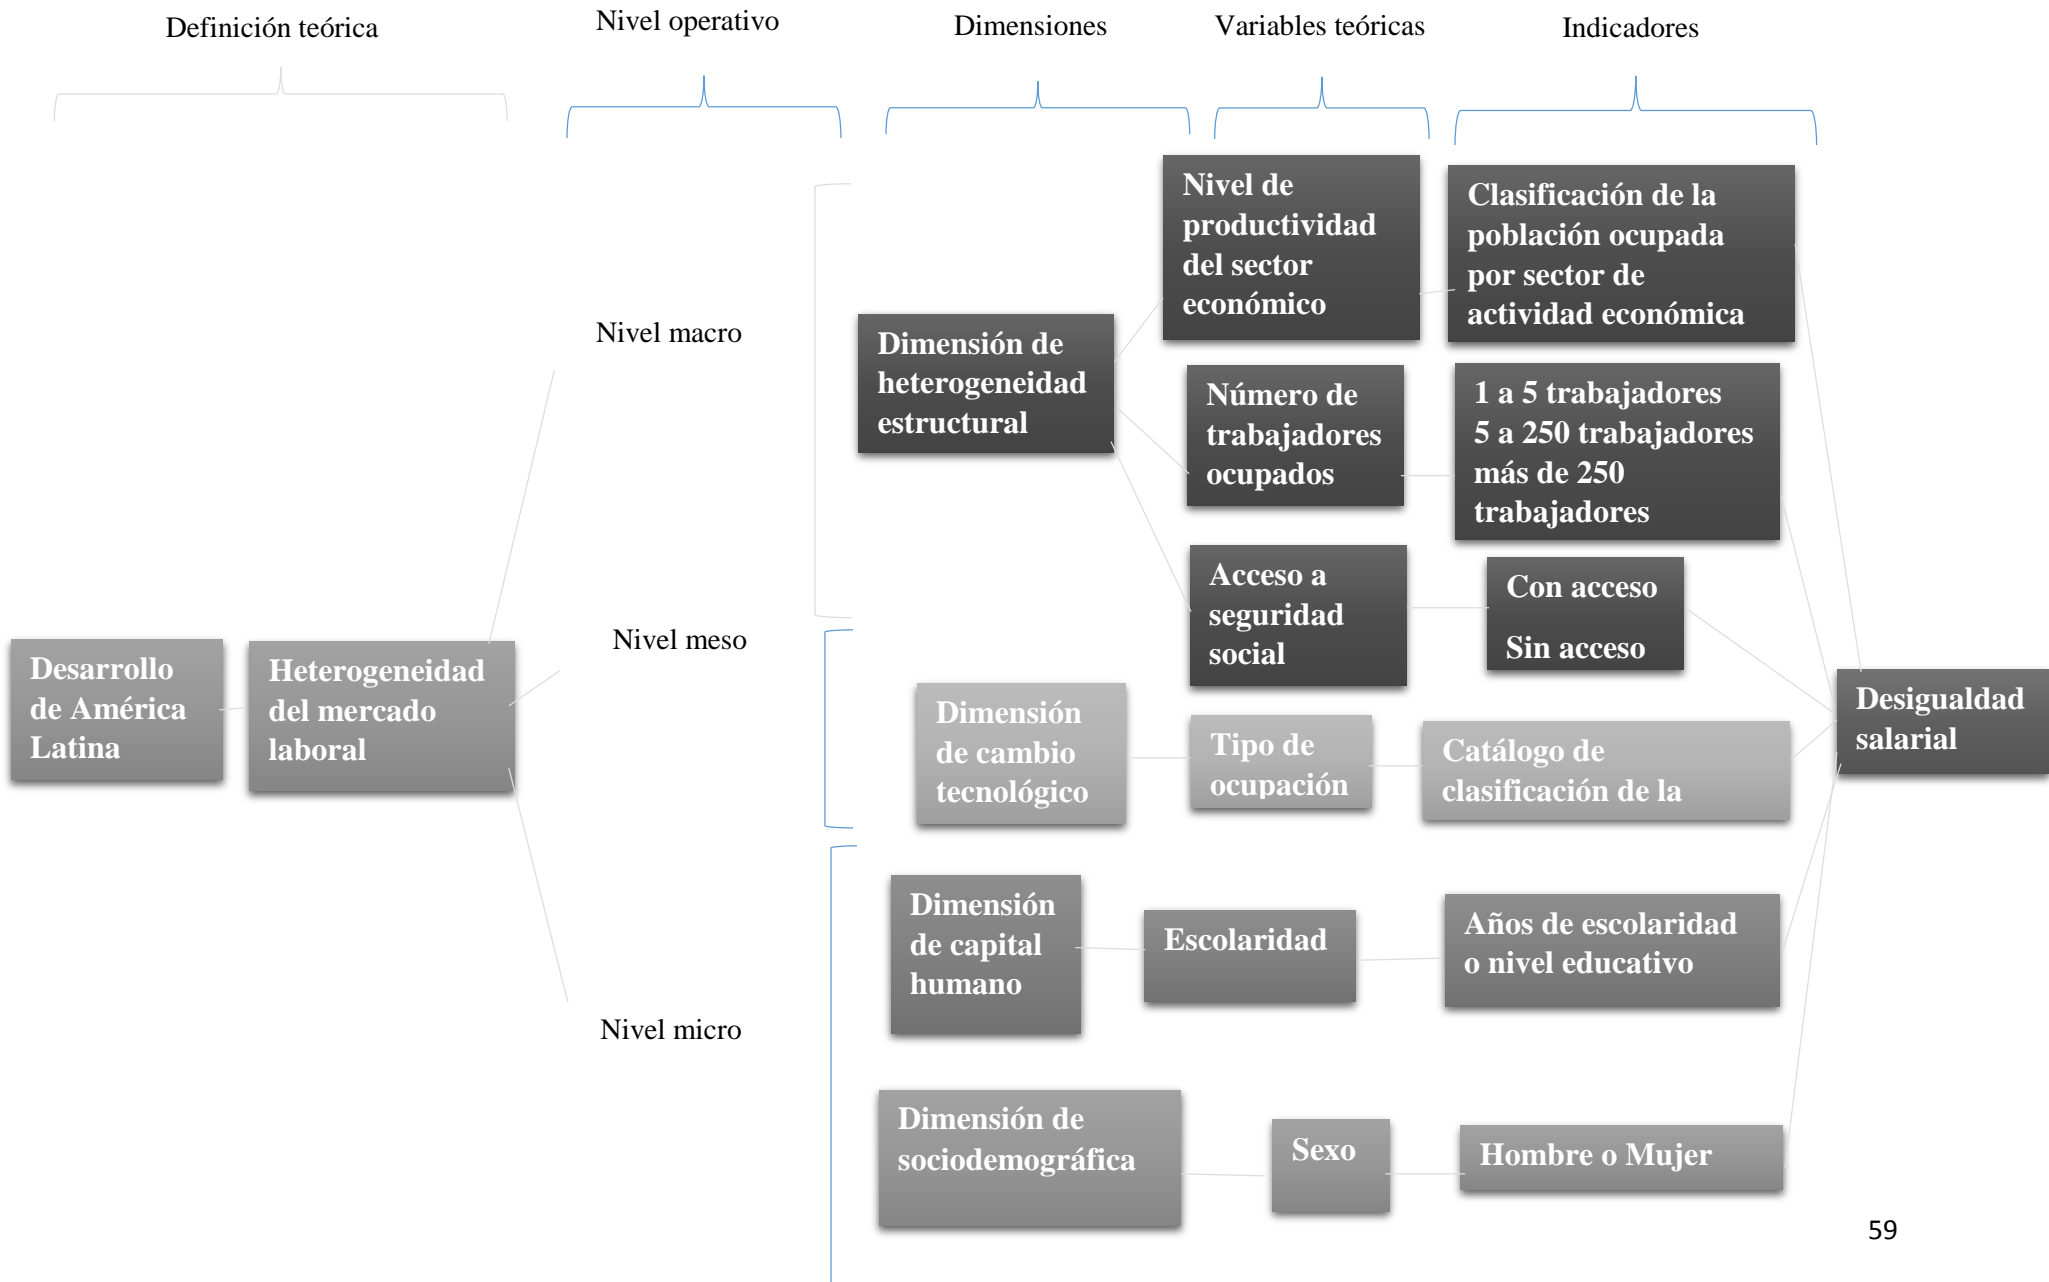 Definición teórica
Nivel operativo
Dimensiones
Variables teóricas
Indicadores
Nivel de
productividad
del sector
económico
Clasificación de la
población ocupada
por sector de
actividad económica
Nivel macro
Dimensión de
heterogeneidad
estructural
Número de
trabajadores
ocupados
1 a 5 trabajadores
5 a 250 trabajadores
más de 250
trabajadores
Acceso a
seguridad
social
Con acceso
Sin acceso
Nivel meso
Desarrollo
de América
Latina
Heterogeneidad
del mercado
laboral
Dimensión
de cambio
tecnológico
Tipo de
ocupación
Catálogo de
clasificación de la
Desigualdad
salarial
Dimensión
de capital
humano
Escolaridad
Años de escolaridad
o nivel educativo
Nivel micro
Dimensión de
sociodemográfica
Sexo
Hombre o Mujer
59